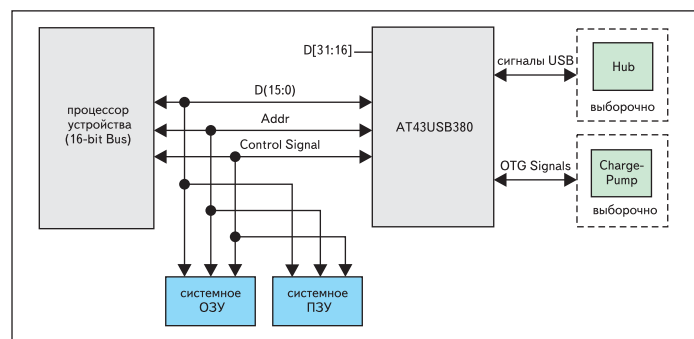 процессор
устройства
(16-bit Bus)
D[31:16]
D(15:0)
Addr
Control Signal
AT43USB380
сигналы USB
Hub
выборочно
OTG Signals
Charge-
Pump
выборочно
системное
ОЗУ
системное
ПЗУ